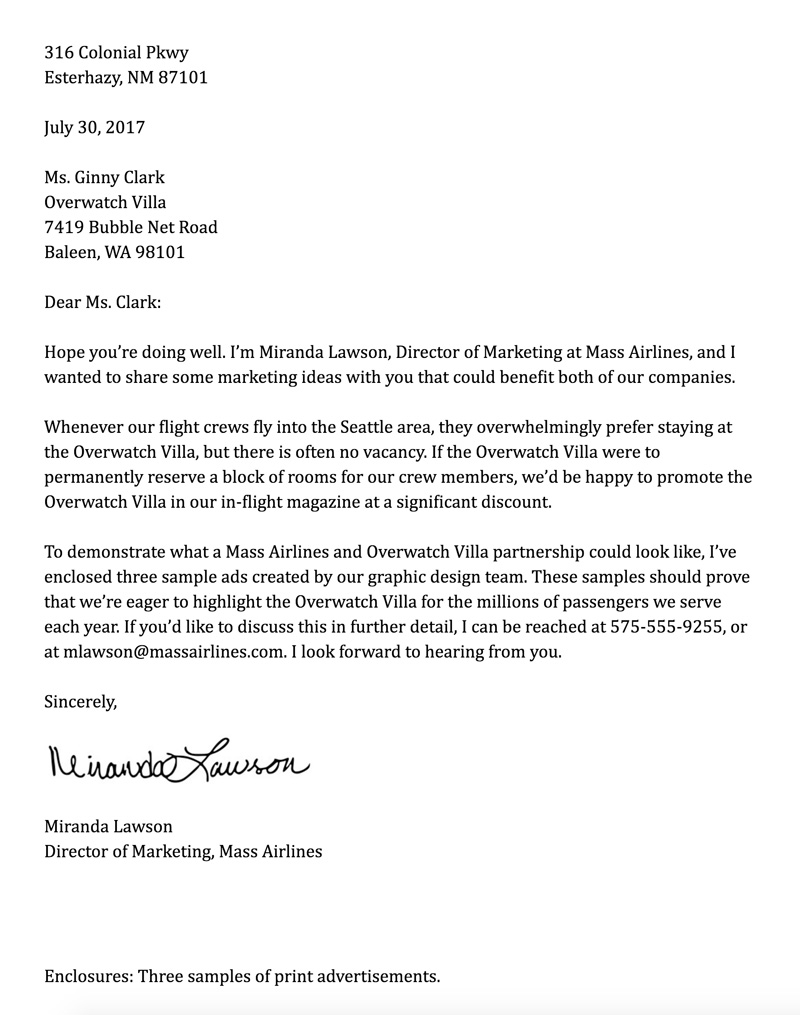 316 Colonial Pkwy
Esterhazy, NM 87101
July 30, 2017
Ms. Ginny Clark
Overwatch Villa
7419 Bubble Net Road
Baleen, WA 98101
Dear Ms. Clark:
Hope you’re doing well. I’m Miranda Lawson, Director of Marketing at Mass Airlines, and I
wanted to share some marketing ideas with you that could benefit both of our companies.
Whenever our flight crews fly into the Seattle area, they overwhelmingly prefer staying at
the Overwatch Villa, but there is often no vacancy. If the Overwatch Villa were to
permanently reserve a block of rooms for our crew members, we’d be happy to promote the
Overwatch Villa in our in-flight magazine at a significant discount.
To demonstrate what a Mass Airlines and Overwatch Villa partnership could look like, I’ve
enclosed three sample ads created by our graphic design team. These samples should prove
that we’re eager to highlight the Overwatch Villa for the millions of passengers we serve
each year. If you’d like to discuss this in further detail, I can be reached at 575-555-9255, or
at mlawson@massairlines.com. I look forward to hearing from you.
Sincerely,
Miranda Lawson
Miranda Lawson
Director of Marketing, Mass Airlines
Enclosures: Three samples of print advertisements.